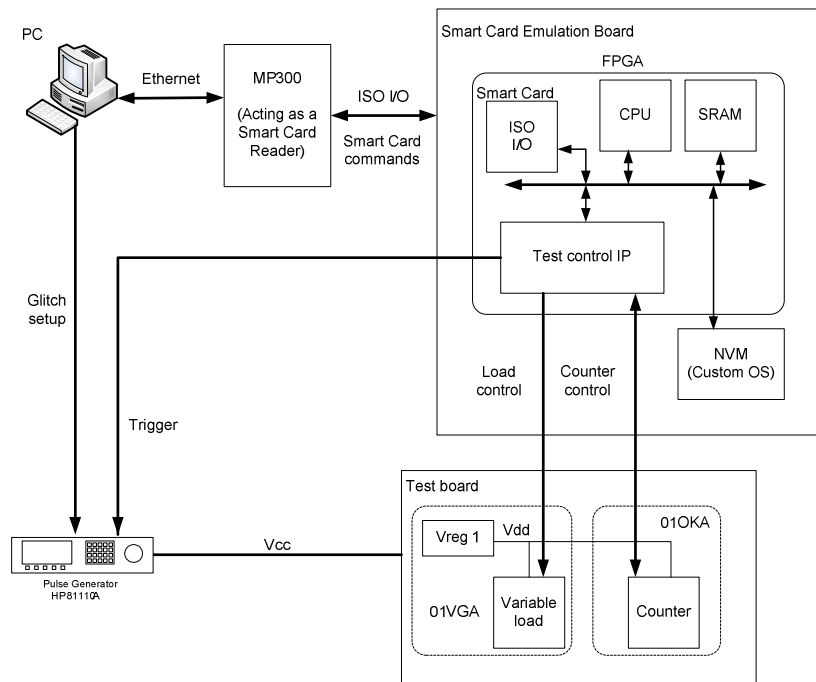 PC
Ethernet
MP300
(Acting as a
Smart Card
Reader)
ISO I/O
Smart Card
commands
Smart Card Emulation Board
FPGA
Smart Card
ISO
I/O
CPU
SRAM
Test control IP
NVM
(Custom OS)
Glitch
setup
Trigger
Load
control
Counter
control
Pulse Generator
HP81110A
Vcc
Test board
Vreg 1
Vdd
01OKA
01VGA
Variable
load
Counter